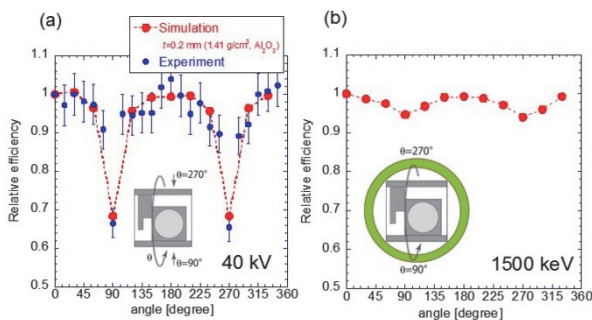 (a)
Simulation
t=0.2 mm (1.41 g/cm³, Al₂O₃)
Experiment
Relative efficiency
1.1
1
0.9
0.8
0.7
0.6
0.5
θ=270°
θ
θ=90°
40 kV
0 45 90 135 180 225 270 315 360
angle [degree]
(b)
Relative efficiency
1.1
1
0.9
0.8
0.7
0.6
0.5
θ=270°
θ=90°
1500 keV
0 45 90 135 180 225 270 315 360
angle [degree]